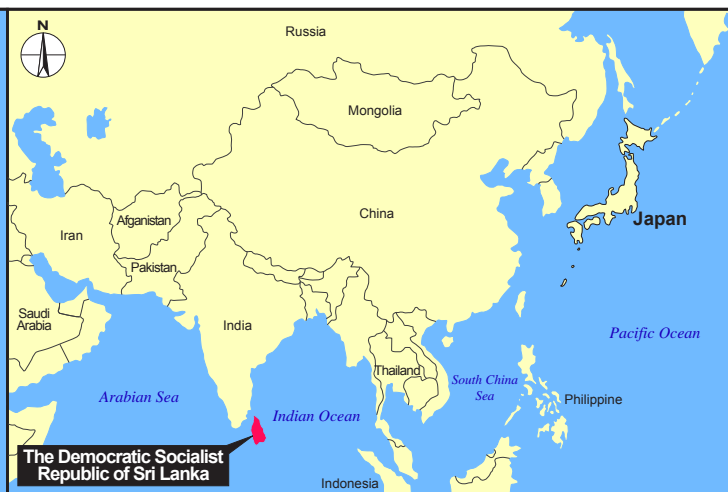 N
Russia
Mongolia
China
Afganistan
Iran
Pakistan
Japan
Saudi
Arabia
India
Pacific Ocean
Thailand
South China
Sea
Arabian Sea
Philippine
Indian Ocean
The Democratic Socialist
Republic of Sri Lanka
Indonesia